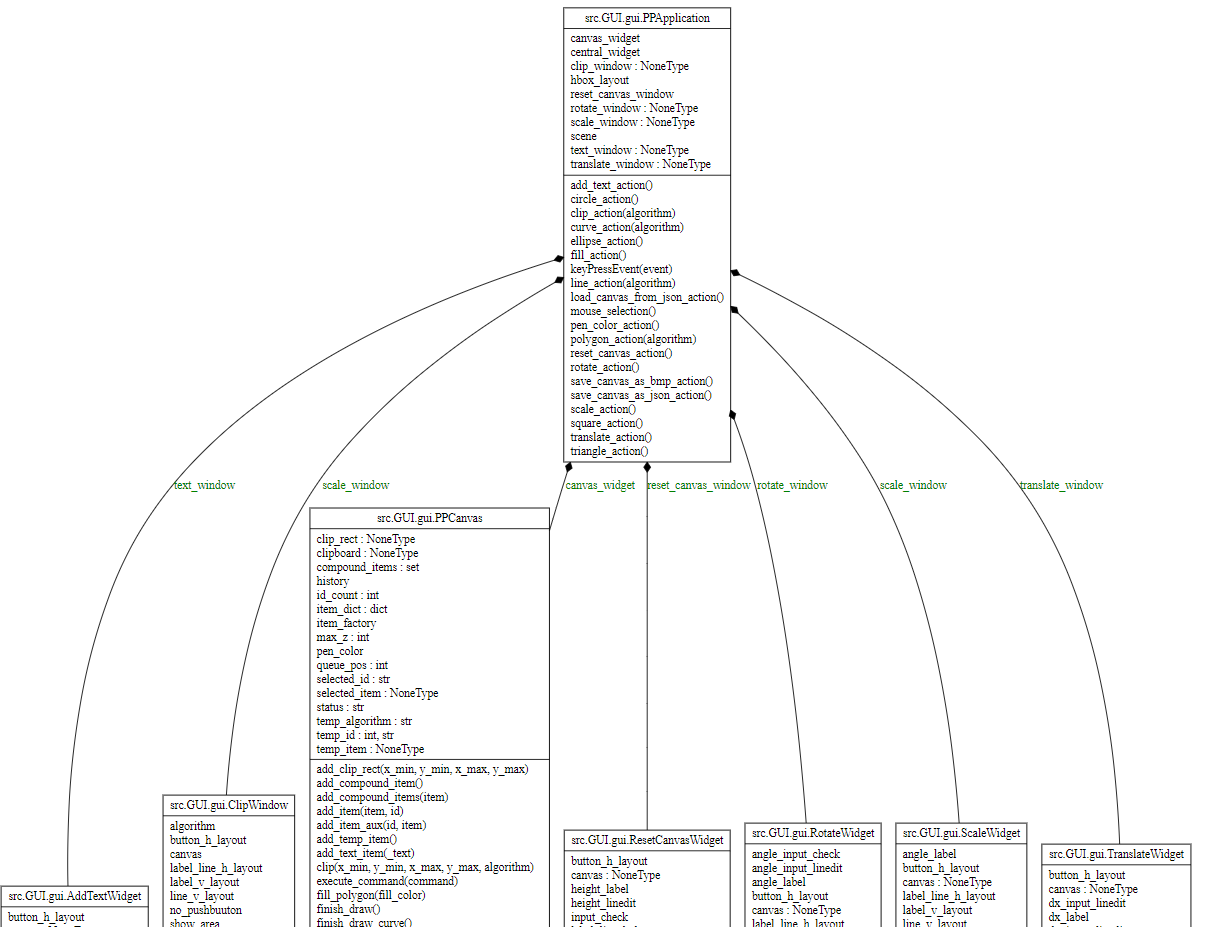 src.GUI.gui.PPApplication
canvas_widget
central_widget
clip_window : NoneType
hbox_layout
reset_canvas_window
rotate_window : NoneType
scale_window : NoneType
scene
text_window : NoneType
translate_window : NoneType
add_text_action()
circle_action()
clip_action(algorithm)
curve_action(algorithm)
ellipse_action()
fill_action()
keyPressEvent(event)
line_action(algorithm)
load_canvas_from_json_action()
mouse_selection()
pen_color_action()
polygon_action(algorithm)
reset_canvas_action()
rotate_action()
save_canvas_as_bmp_action()
save_canvas_as_json_action()
scale_action()
square_action()
translate_action()
triangle_action()
text_window
scale_window
canvas_widget
reset_canvas_window
rotate_window
scale_window
translate_window
src.GUI.gui.PPCanvas
clip_rect : NoneType
clipboard : NoneType
compound_items : set
history
id_count : int
item_dict : dict
item_factory
max_z : int
pen_color
queue_pos : int
selected_id : str
selected_item : NoneType
status : str
temp_algorithm : str
temp_id : int, str
temp_item : NoneType
add_clip_rect(x_min, y_min, x_max, y_max)
add_compound_item()
add_compound_items(item)
add_item(item, id)
add_item_aux(id, item)
add_temp_item()
add_text_item(_text)
clip(x_min, y_min, x_max, y_max, algorithm)
execute_command(command)
fill_polygon(fill_color)
finish_draw()
finish_draw_curve()
src.GUI.gui.AddTextWidget
button_h_layout
src.GUI.gui.ClipWindow
algorithm
button_h_layout
canvas
label_line_h_layout
label_v_layout
line_v_layout
no_pushbuuton
show_area
src.GUI.gui.ResetCanvasWidget
button_h_layout
canvas : NoneType
height_label
height_linedit
input_check
src.GUI.gui.RotateWidget
angle_input_check
angle_input_linedit
angle_label
button_h_layout
canvas : NoneType
label_line_h_layout
src.GUI.gui.ScaleWidget
angle_label
button_h_layout
canvas : NoneType
label_line_h_layout
label_v_layout
line_v_layout
src.GUI.gui.TranslateWidget
button_h_layout
canvas : NoneType
dx_input_linedit
dx_label